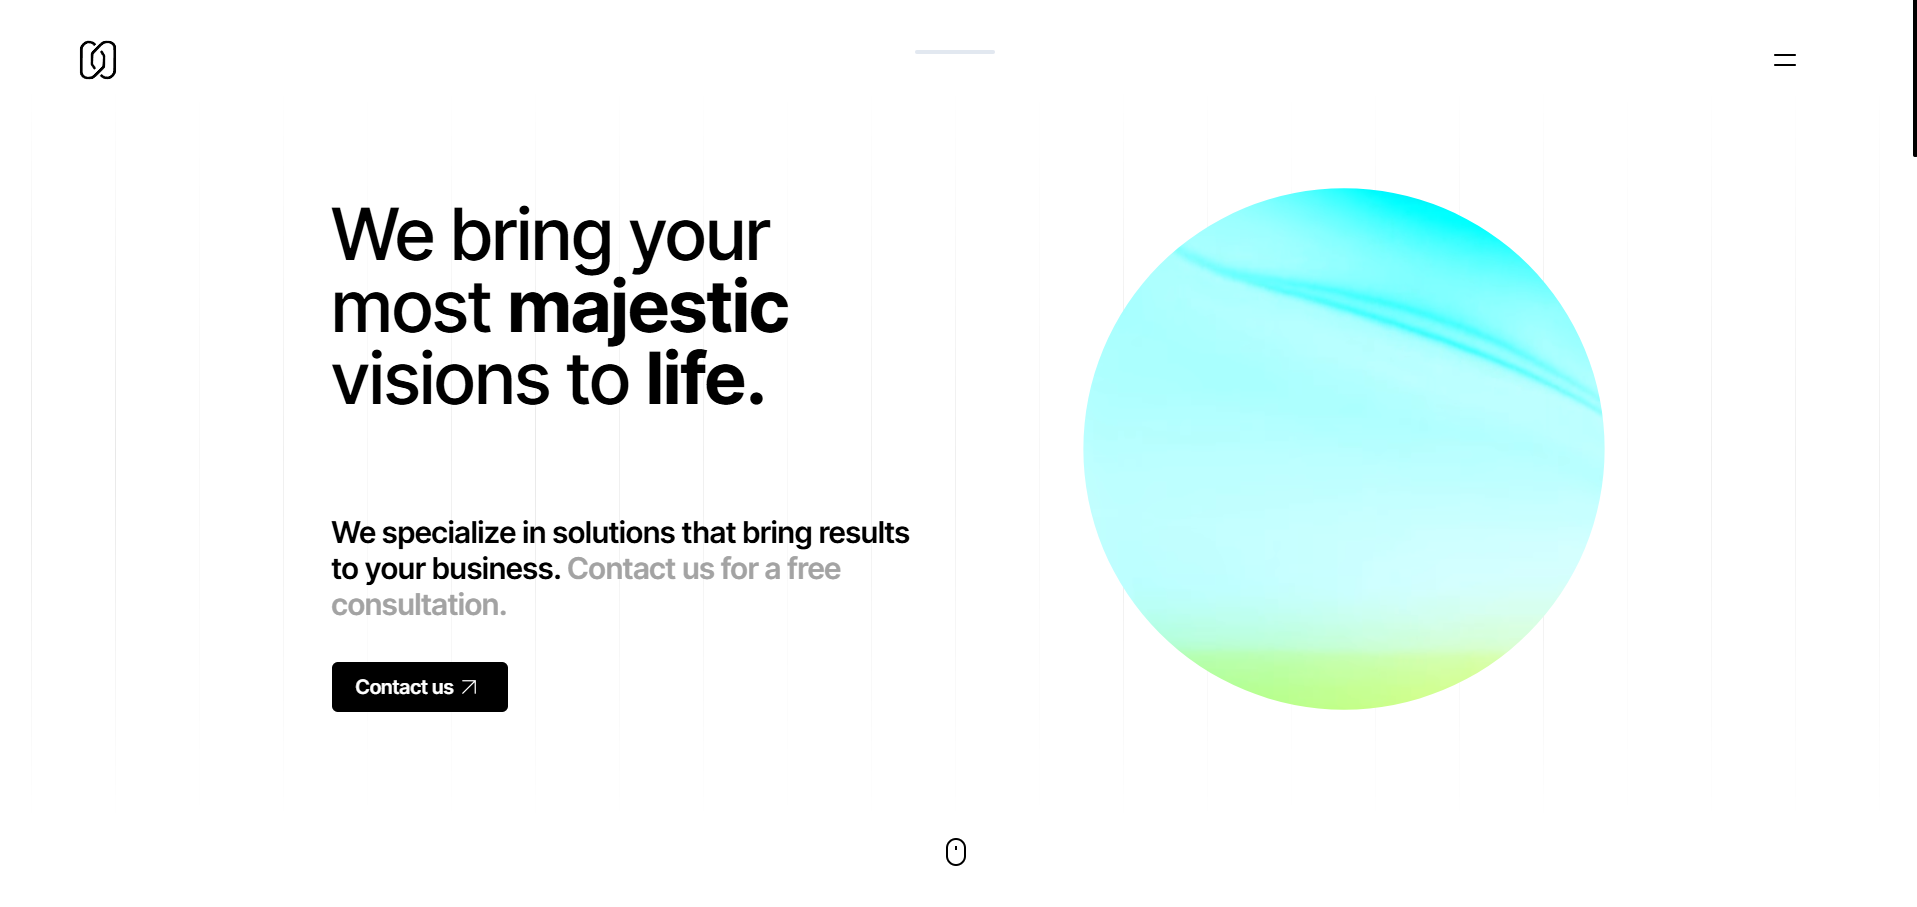 We bring your
most majestic
visions to life.
We specialize in solutions that bring results
to your business. Contact us for a free
consultation.
Contact us